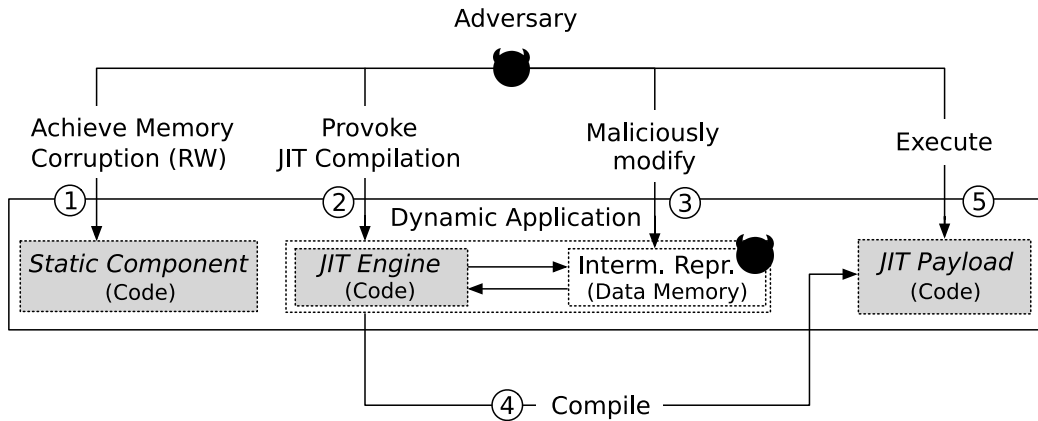 Adversary
Achieve Memory
Corruption (RW)
Provoke
JIT Compilation
Maliciously
modify
Execute
1
2
3
5
Dynamic Application
Static Component
(Code)
JIT Engine
(Code)
Interm. Repr.
(Data Memory)
JIT Payload
(Code)
4
Compile